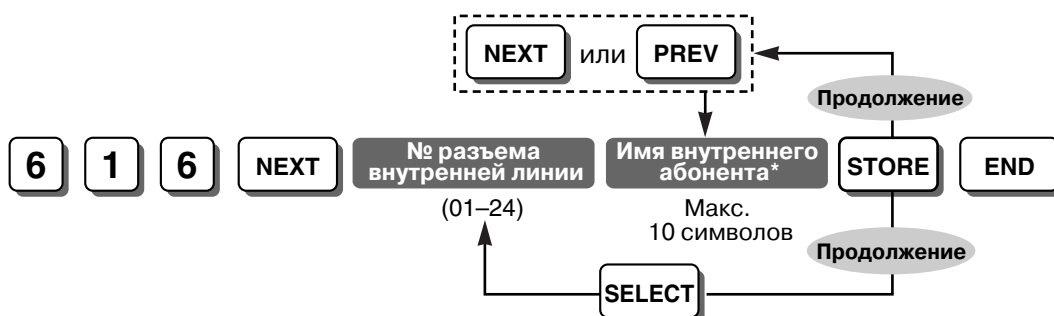 NEXT или PREV
Продолжение
6 1 6 NEXT № разъема внутренней линии Имя внутреннего абонента* STORE END
(01–24)
Макс.
10 символов
Продолжение
SELECT